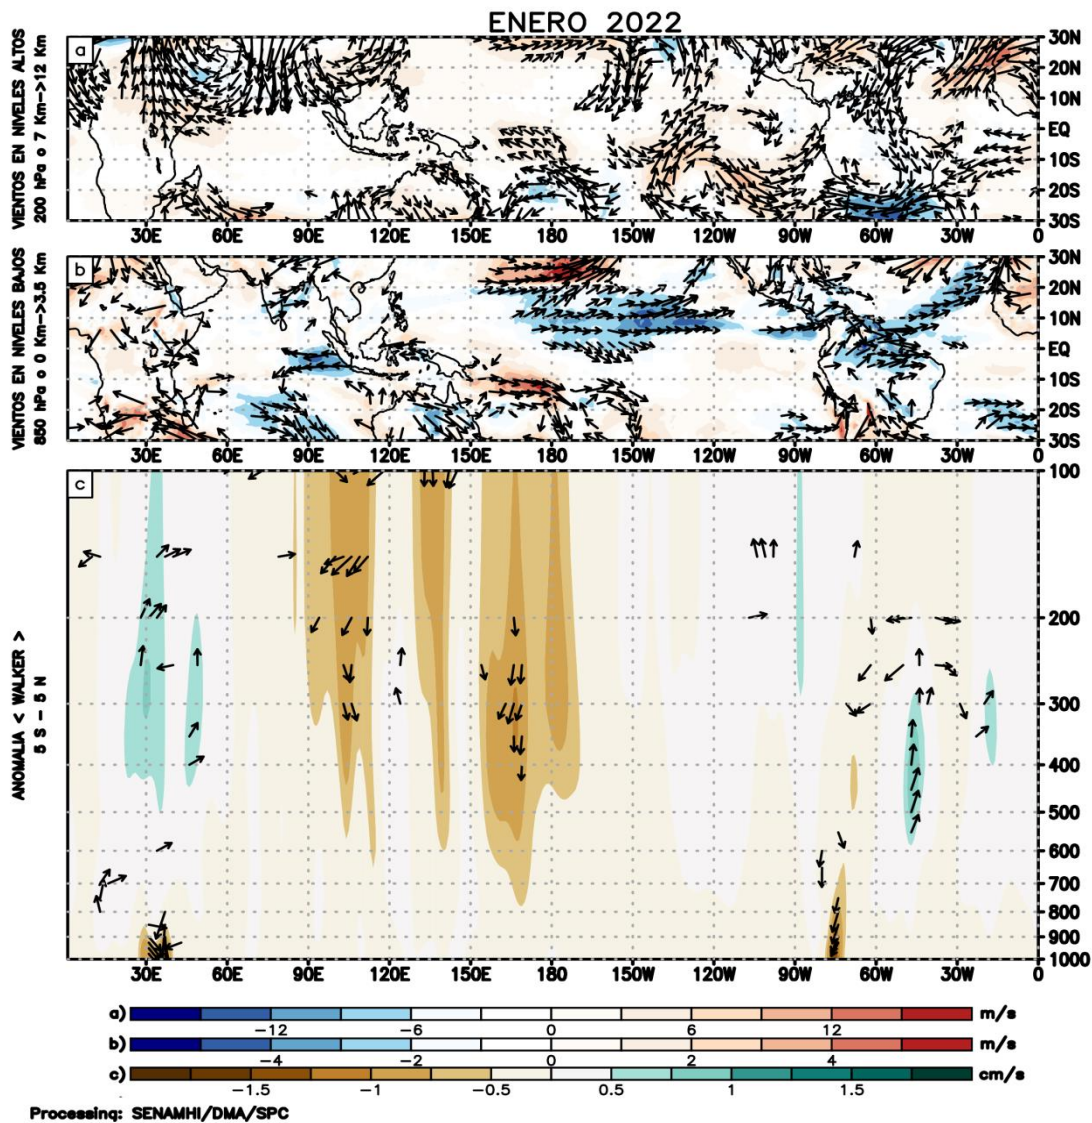 ENERO 2022
VIENTOS EN NIVELES ALTOS
200 hPa o 7 Km->12 Km
a
30N
20N
10N
EQ
10S
20S
30S
30E 60E 90E 120E 150E 180 150W 120W 90W 60W 30W 0
VIENTOS EN NIVELES BAJOS
850 hPa o 0 Km->3.5 Km
b
30N
20N
10N
EQ
10S
20S
30S
30E 60E 90E 120E 150E 180 150W 120W 90W 60W 30W 0
ANOMALIA < WALKER >
5 S - 5 N
c
100
200
300
400
500
600
700
800
900
1000
30E 60E 90E 120E 150E 180 150W 120W 90W 60W 30W 0
a) m/s
-12 -6 0 6 12
b) m/s
-4 -2 0 2 4
c) cm/s
-1.5 -1 -0.5 0.5 1 1.5
Processing: SENAMHI/DMA/SPC